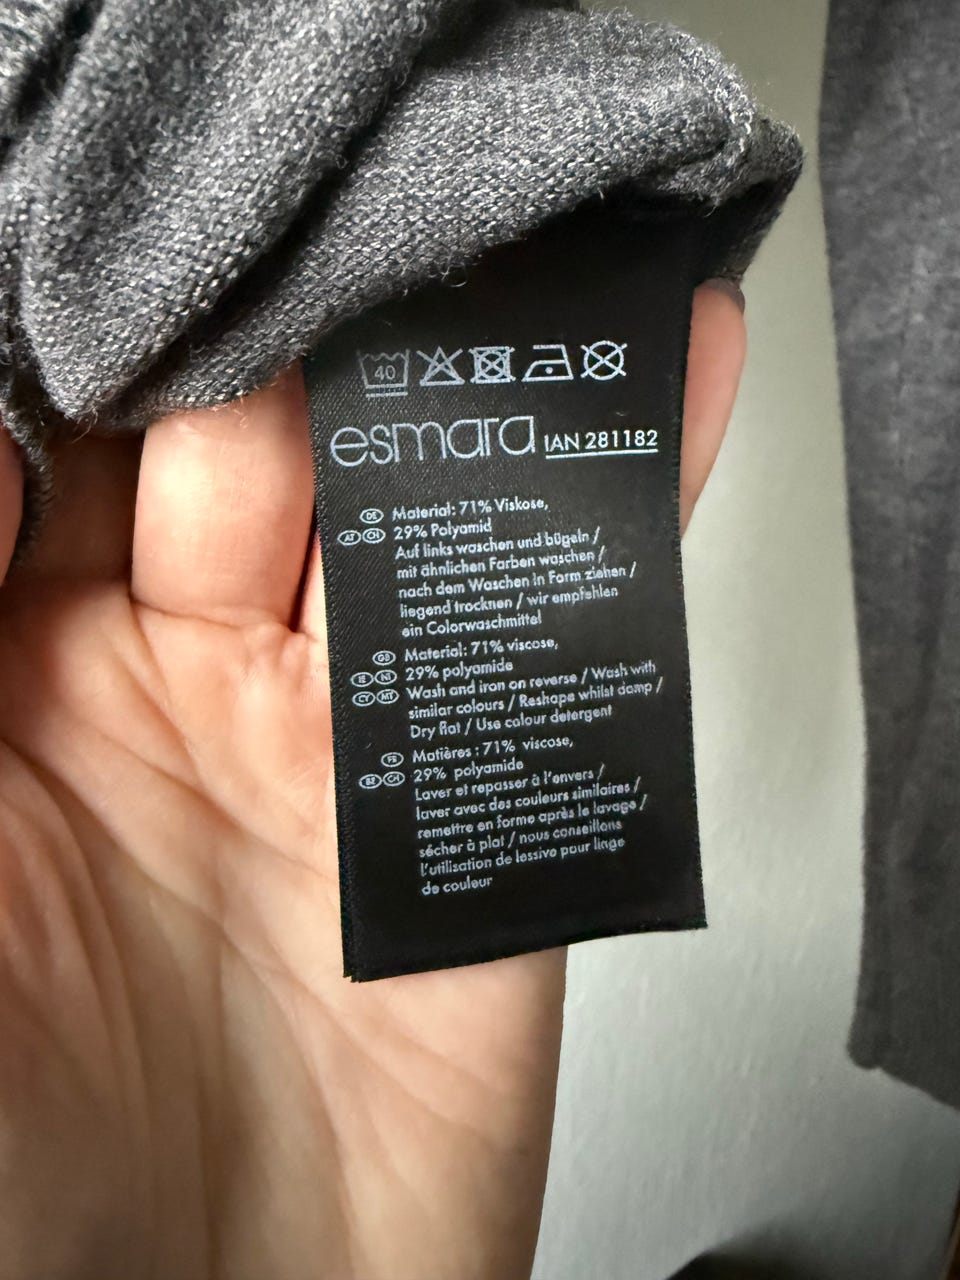 40
esmara IAN 281182
DE Material: 71% Viskose,
AT CH 29% Polyamid
Auf links waschen und bügeln /
mit ähnlichen Farben waschen /
nach dem Waschen in Form ziehen /
liegend trocknen / wir empfehlen
ein Colorwaschmittel
GB Material: 71% viscose,
IE NI 29% polyamide
CY MT Wash and iron on reverse / Wash with
similar colours / Reshape whilst damp /
Dry flat / Use colour detergent
FR Matières : 71% viscose,
BE CH 29% polyamide
Laver et repasser à l'envers /
laver avec des couleurs similaires /
remettre en forme après le lavage /
sécher à plat / nous conseillons
l'utilisation de lessive pour linge
de couleur